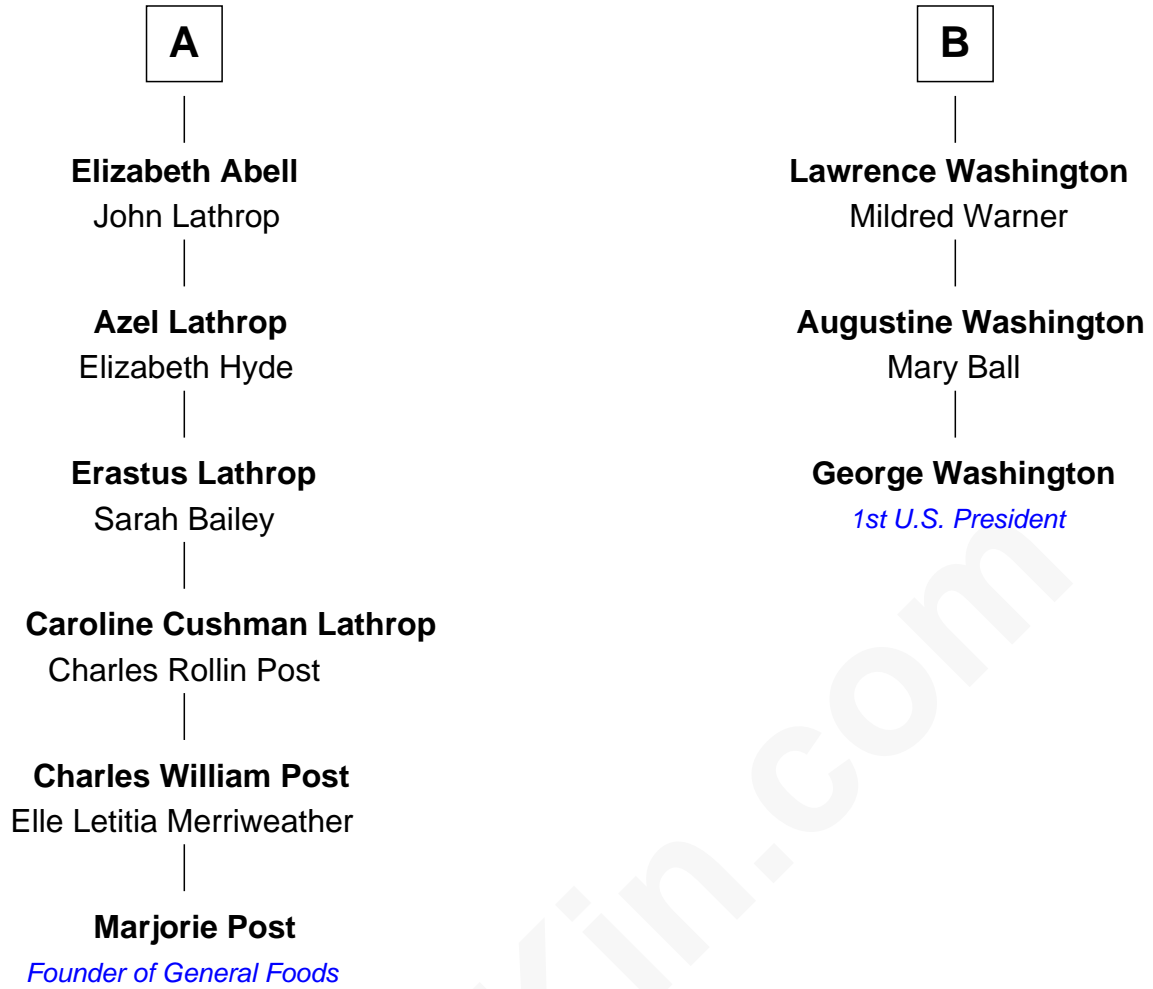 A
Elizabeth Abell
John Lathrop
Azel Lathrop
Elizabeth Hyde
Erastus Lathrop
Sarah Bailey
Caroline Cushman Lathrop
Charles Rollin Post
Charles William Post
Elle Letitia Merriweather
Marjorie Post
Founder of General Foods
B
Lawrence Washington
Mildred Warner
Augustine Washington
Mary Ball
George Washington
1st U.S. President
in.com